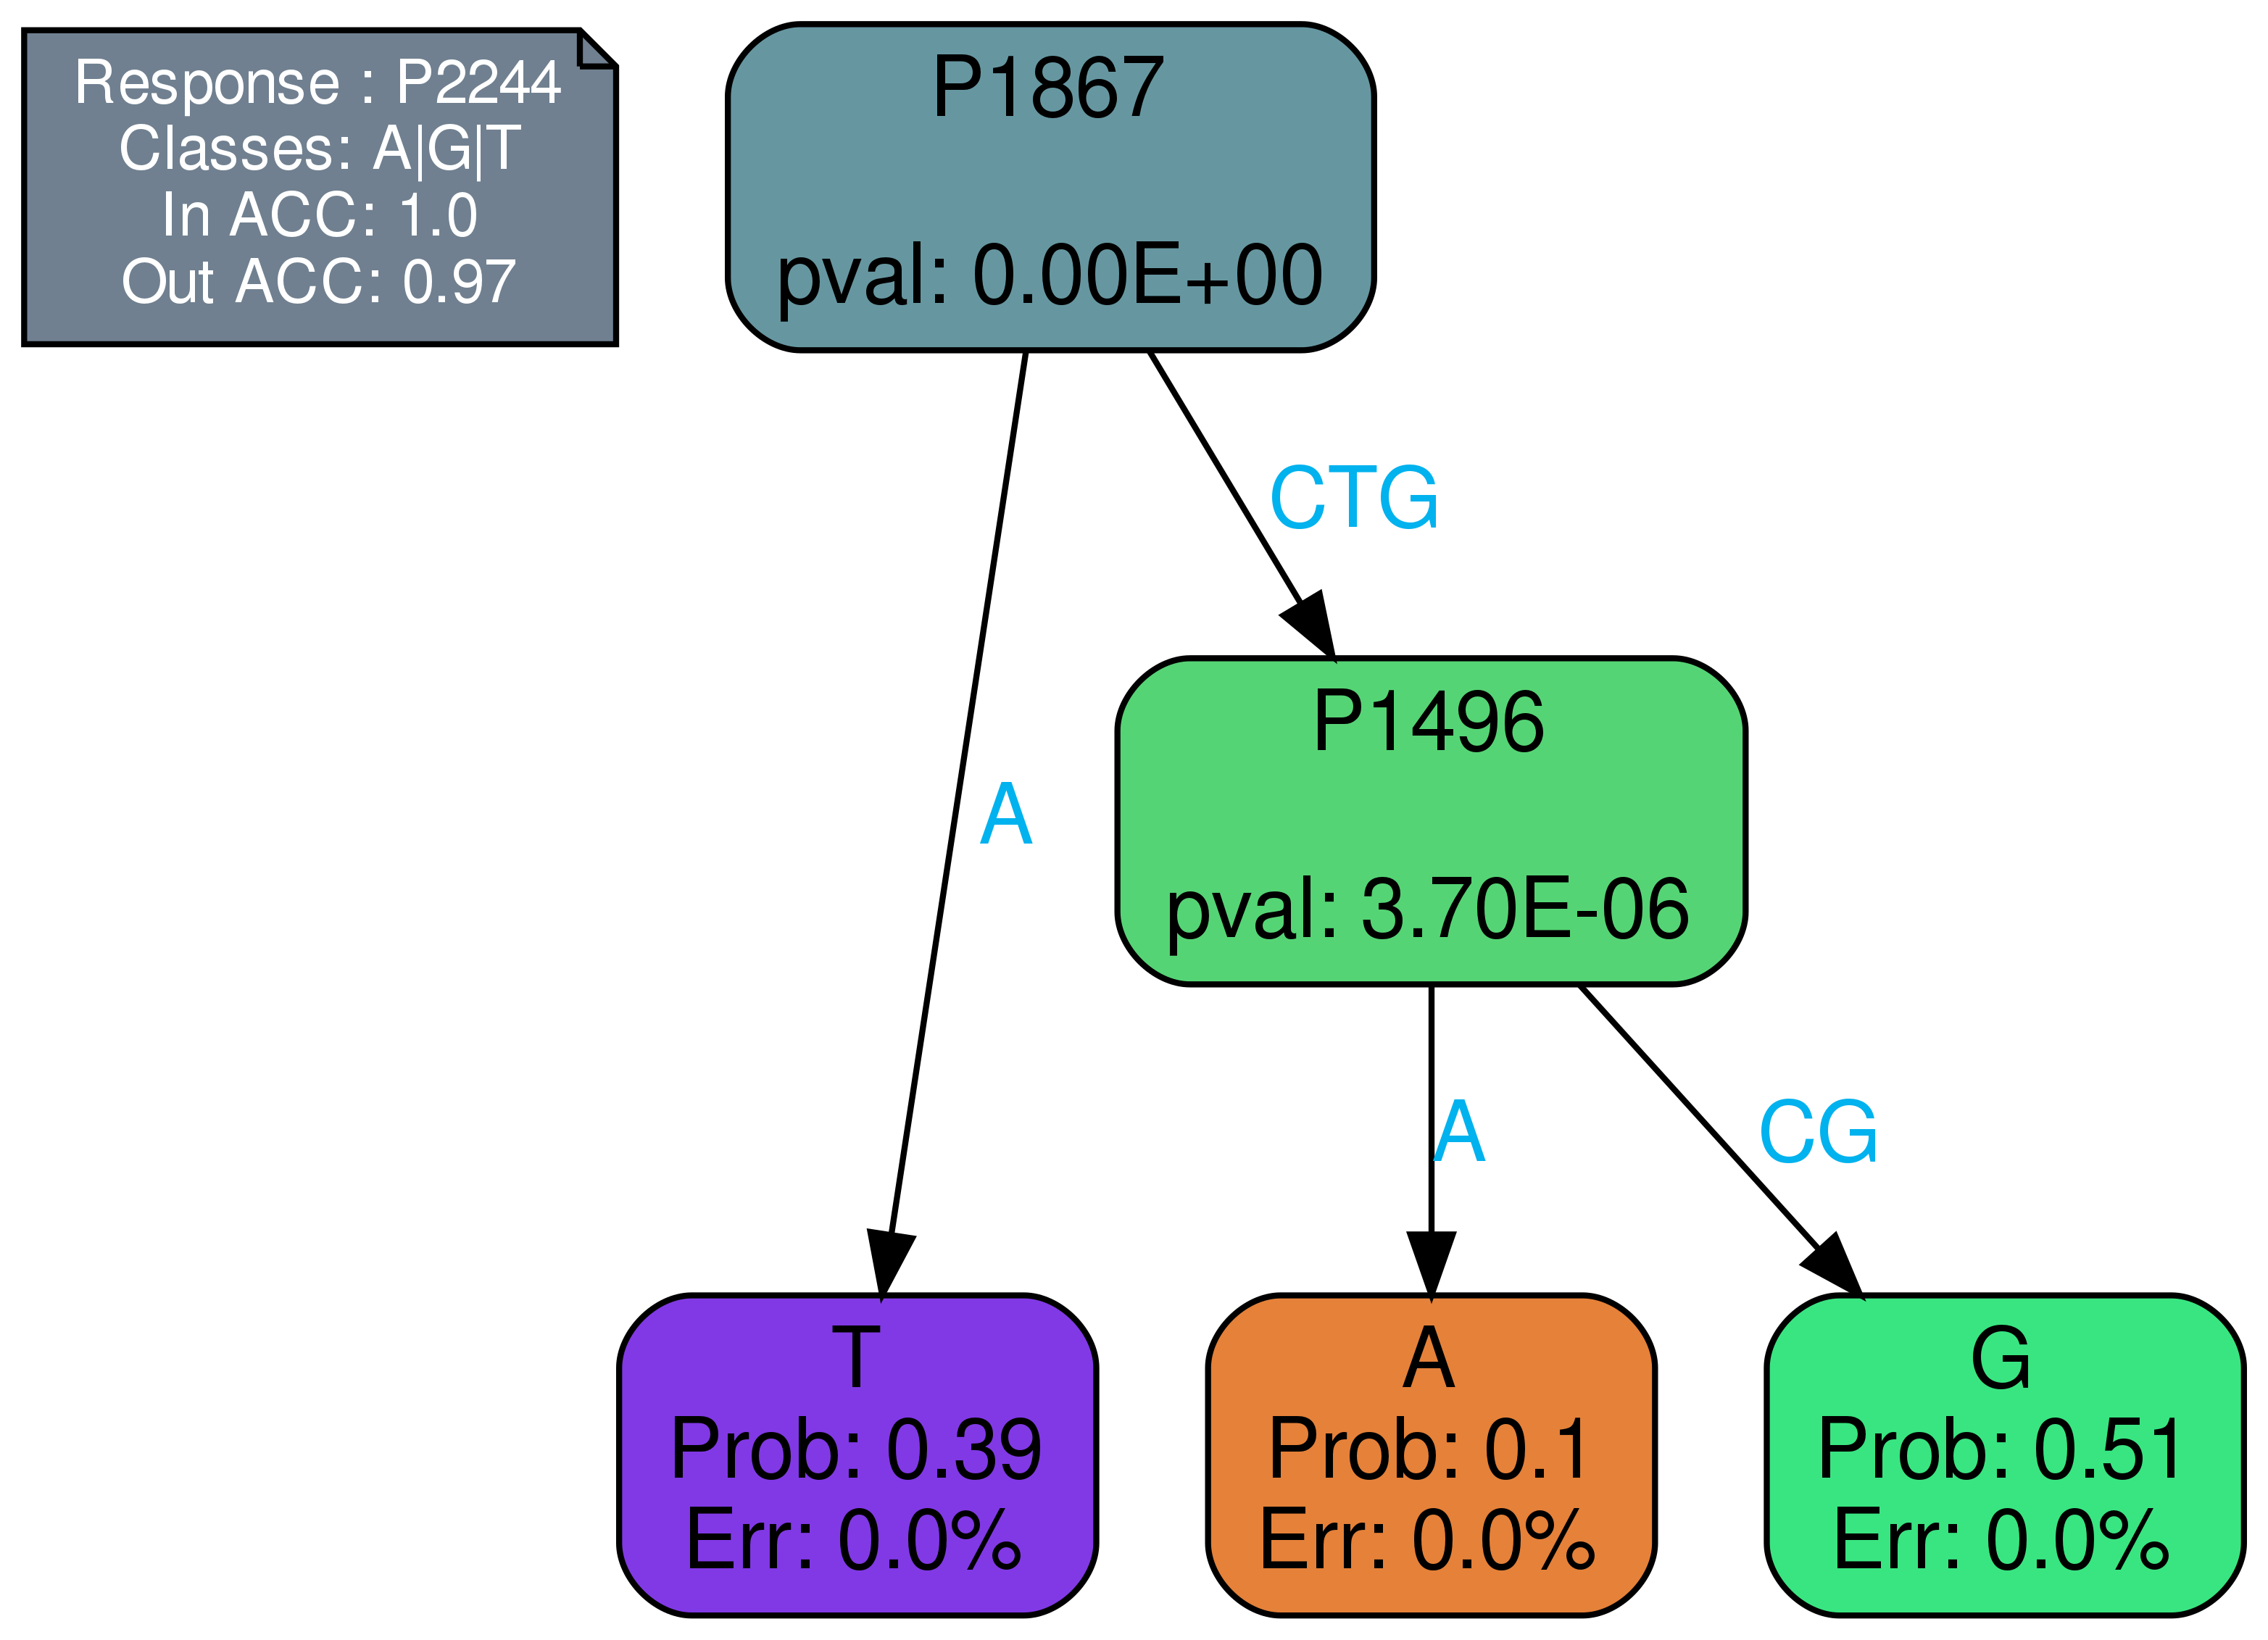 Response : P2244
Classes: A|G|T
In ACC: 1.0
Out ACC: 0.97
P1867
pval: 0.00E+00
CTG
A
P1496
pval: 3.70E-06
A
CG
T
Prob: 0.39
Err: 0.0%
A
Prob: 0.1
Err: 0.0%
G
Prob: 0.51
Err: 0.0%